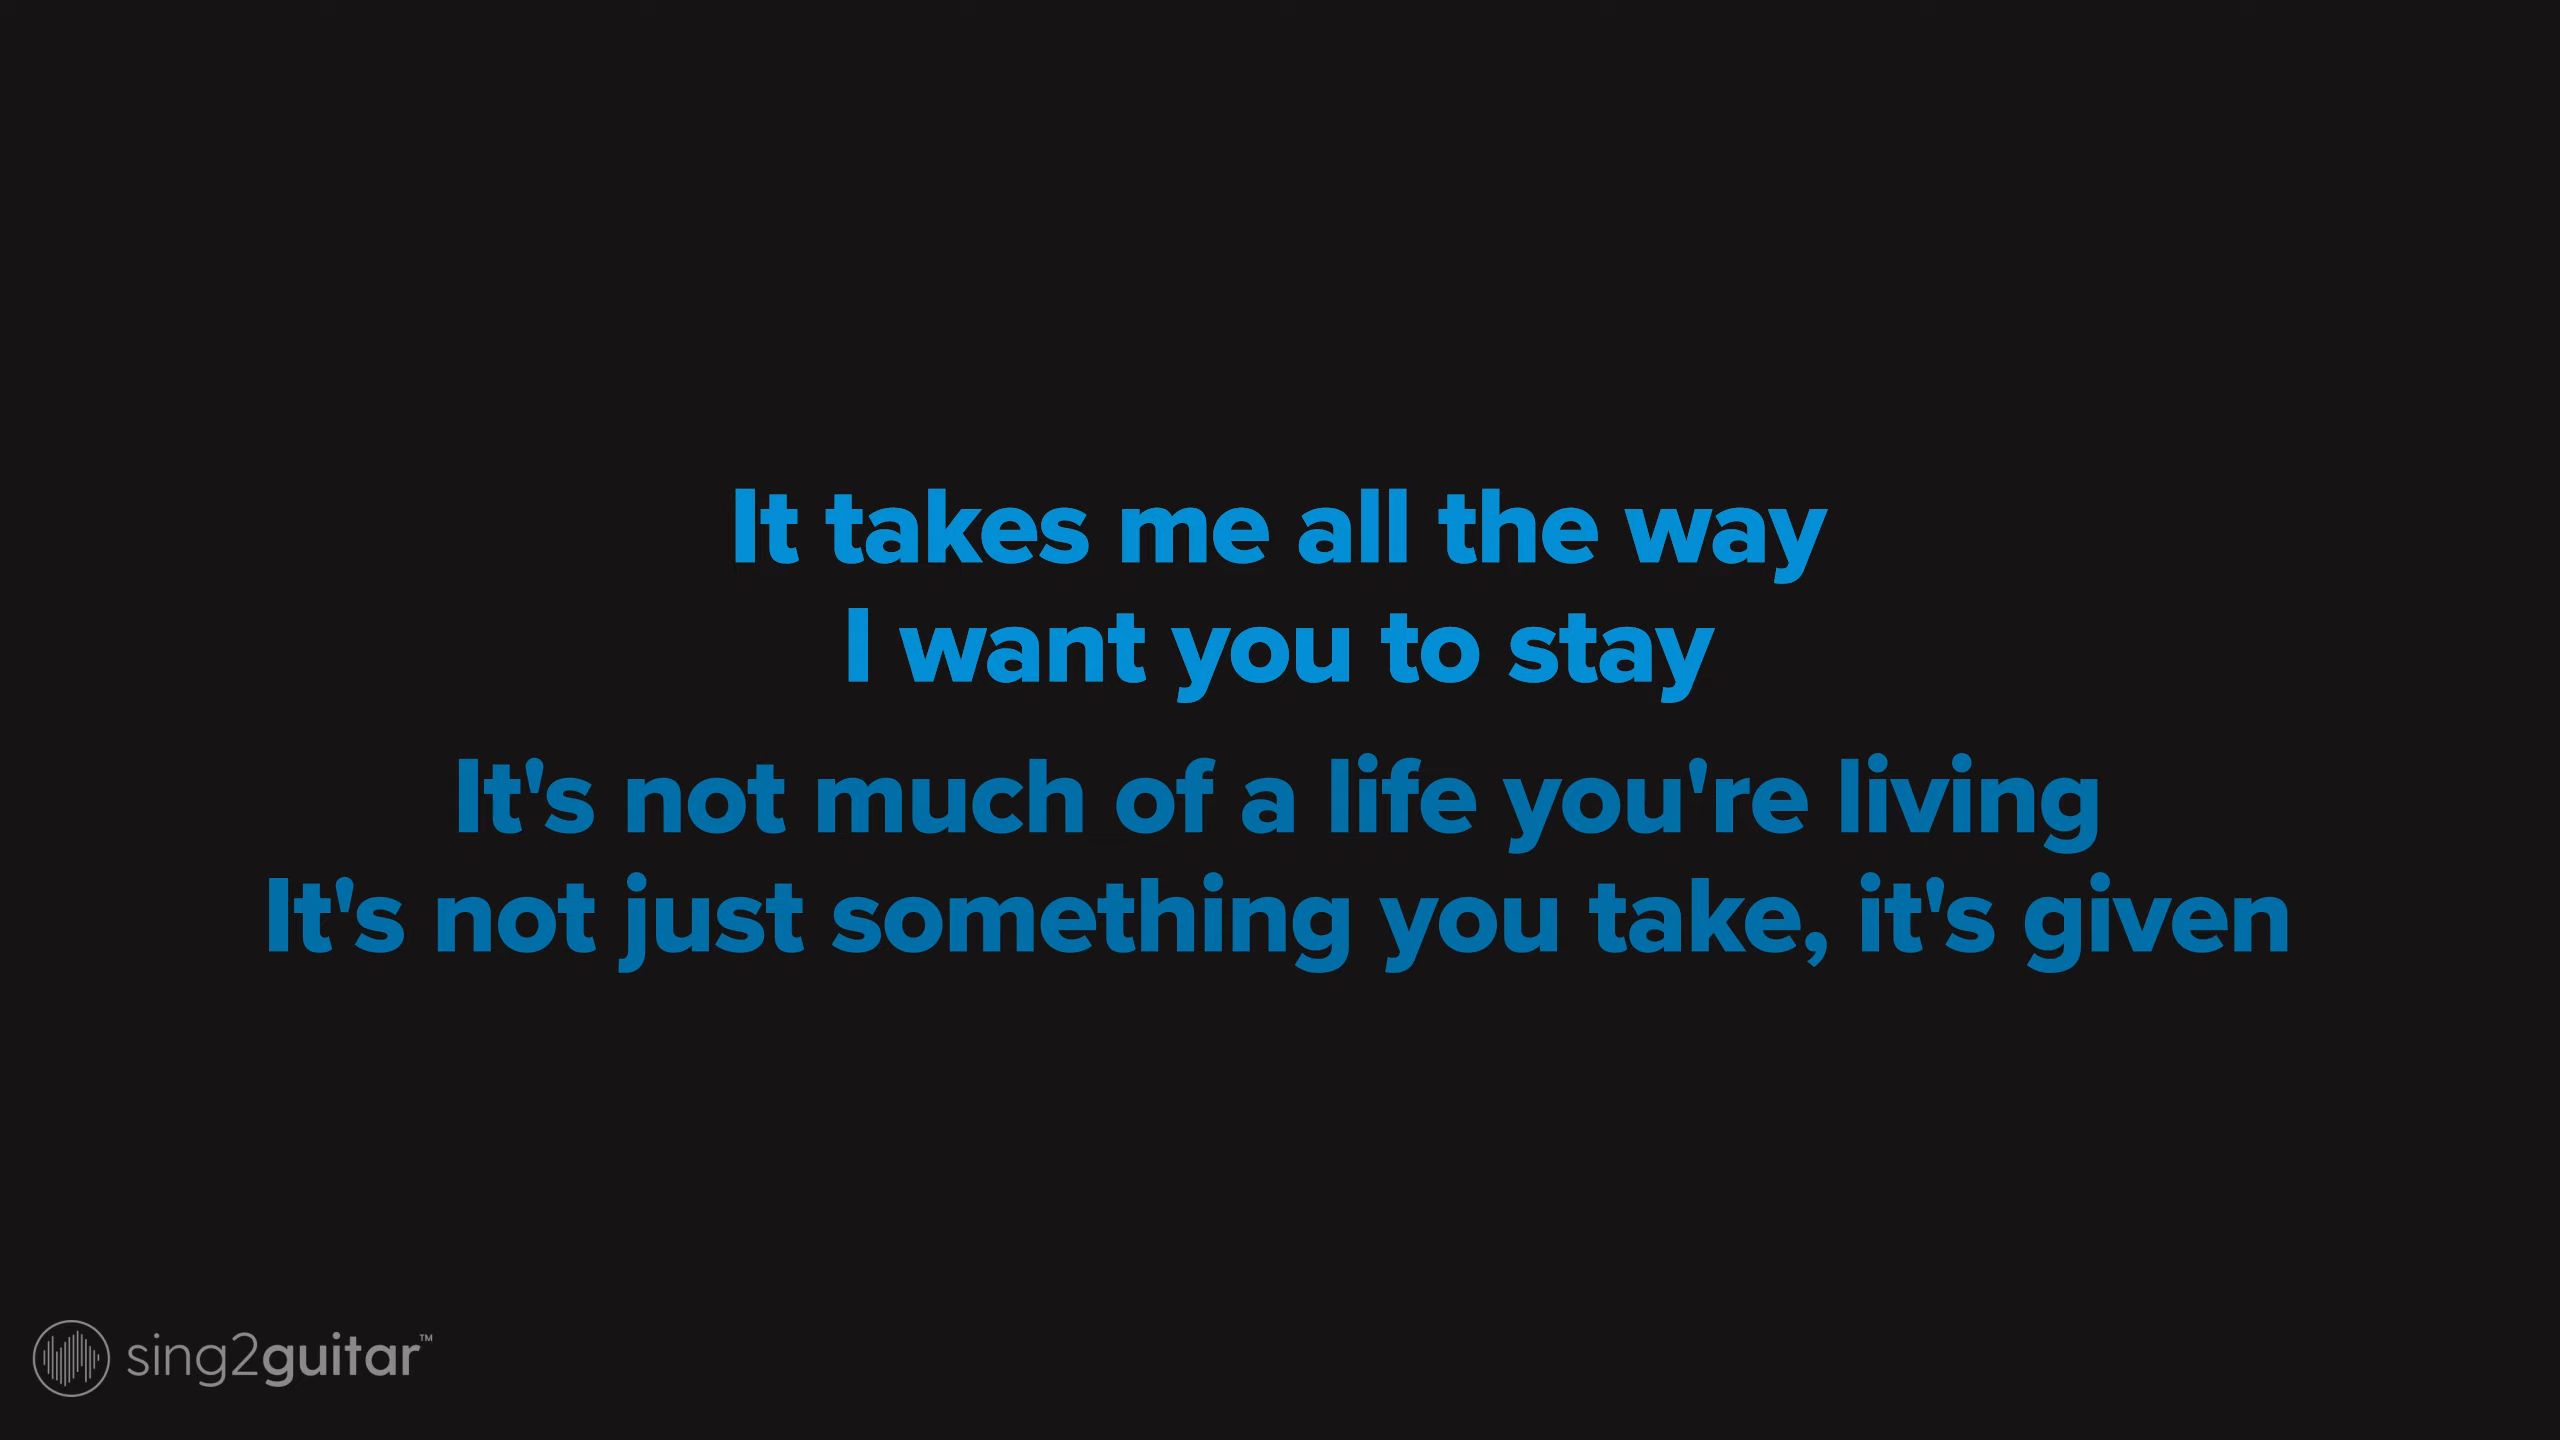 It takes me all the way
I want you to stay
It's not much of a life you're living
It's not just something you take, it's given
sing2guitar™